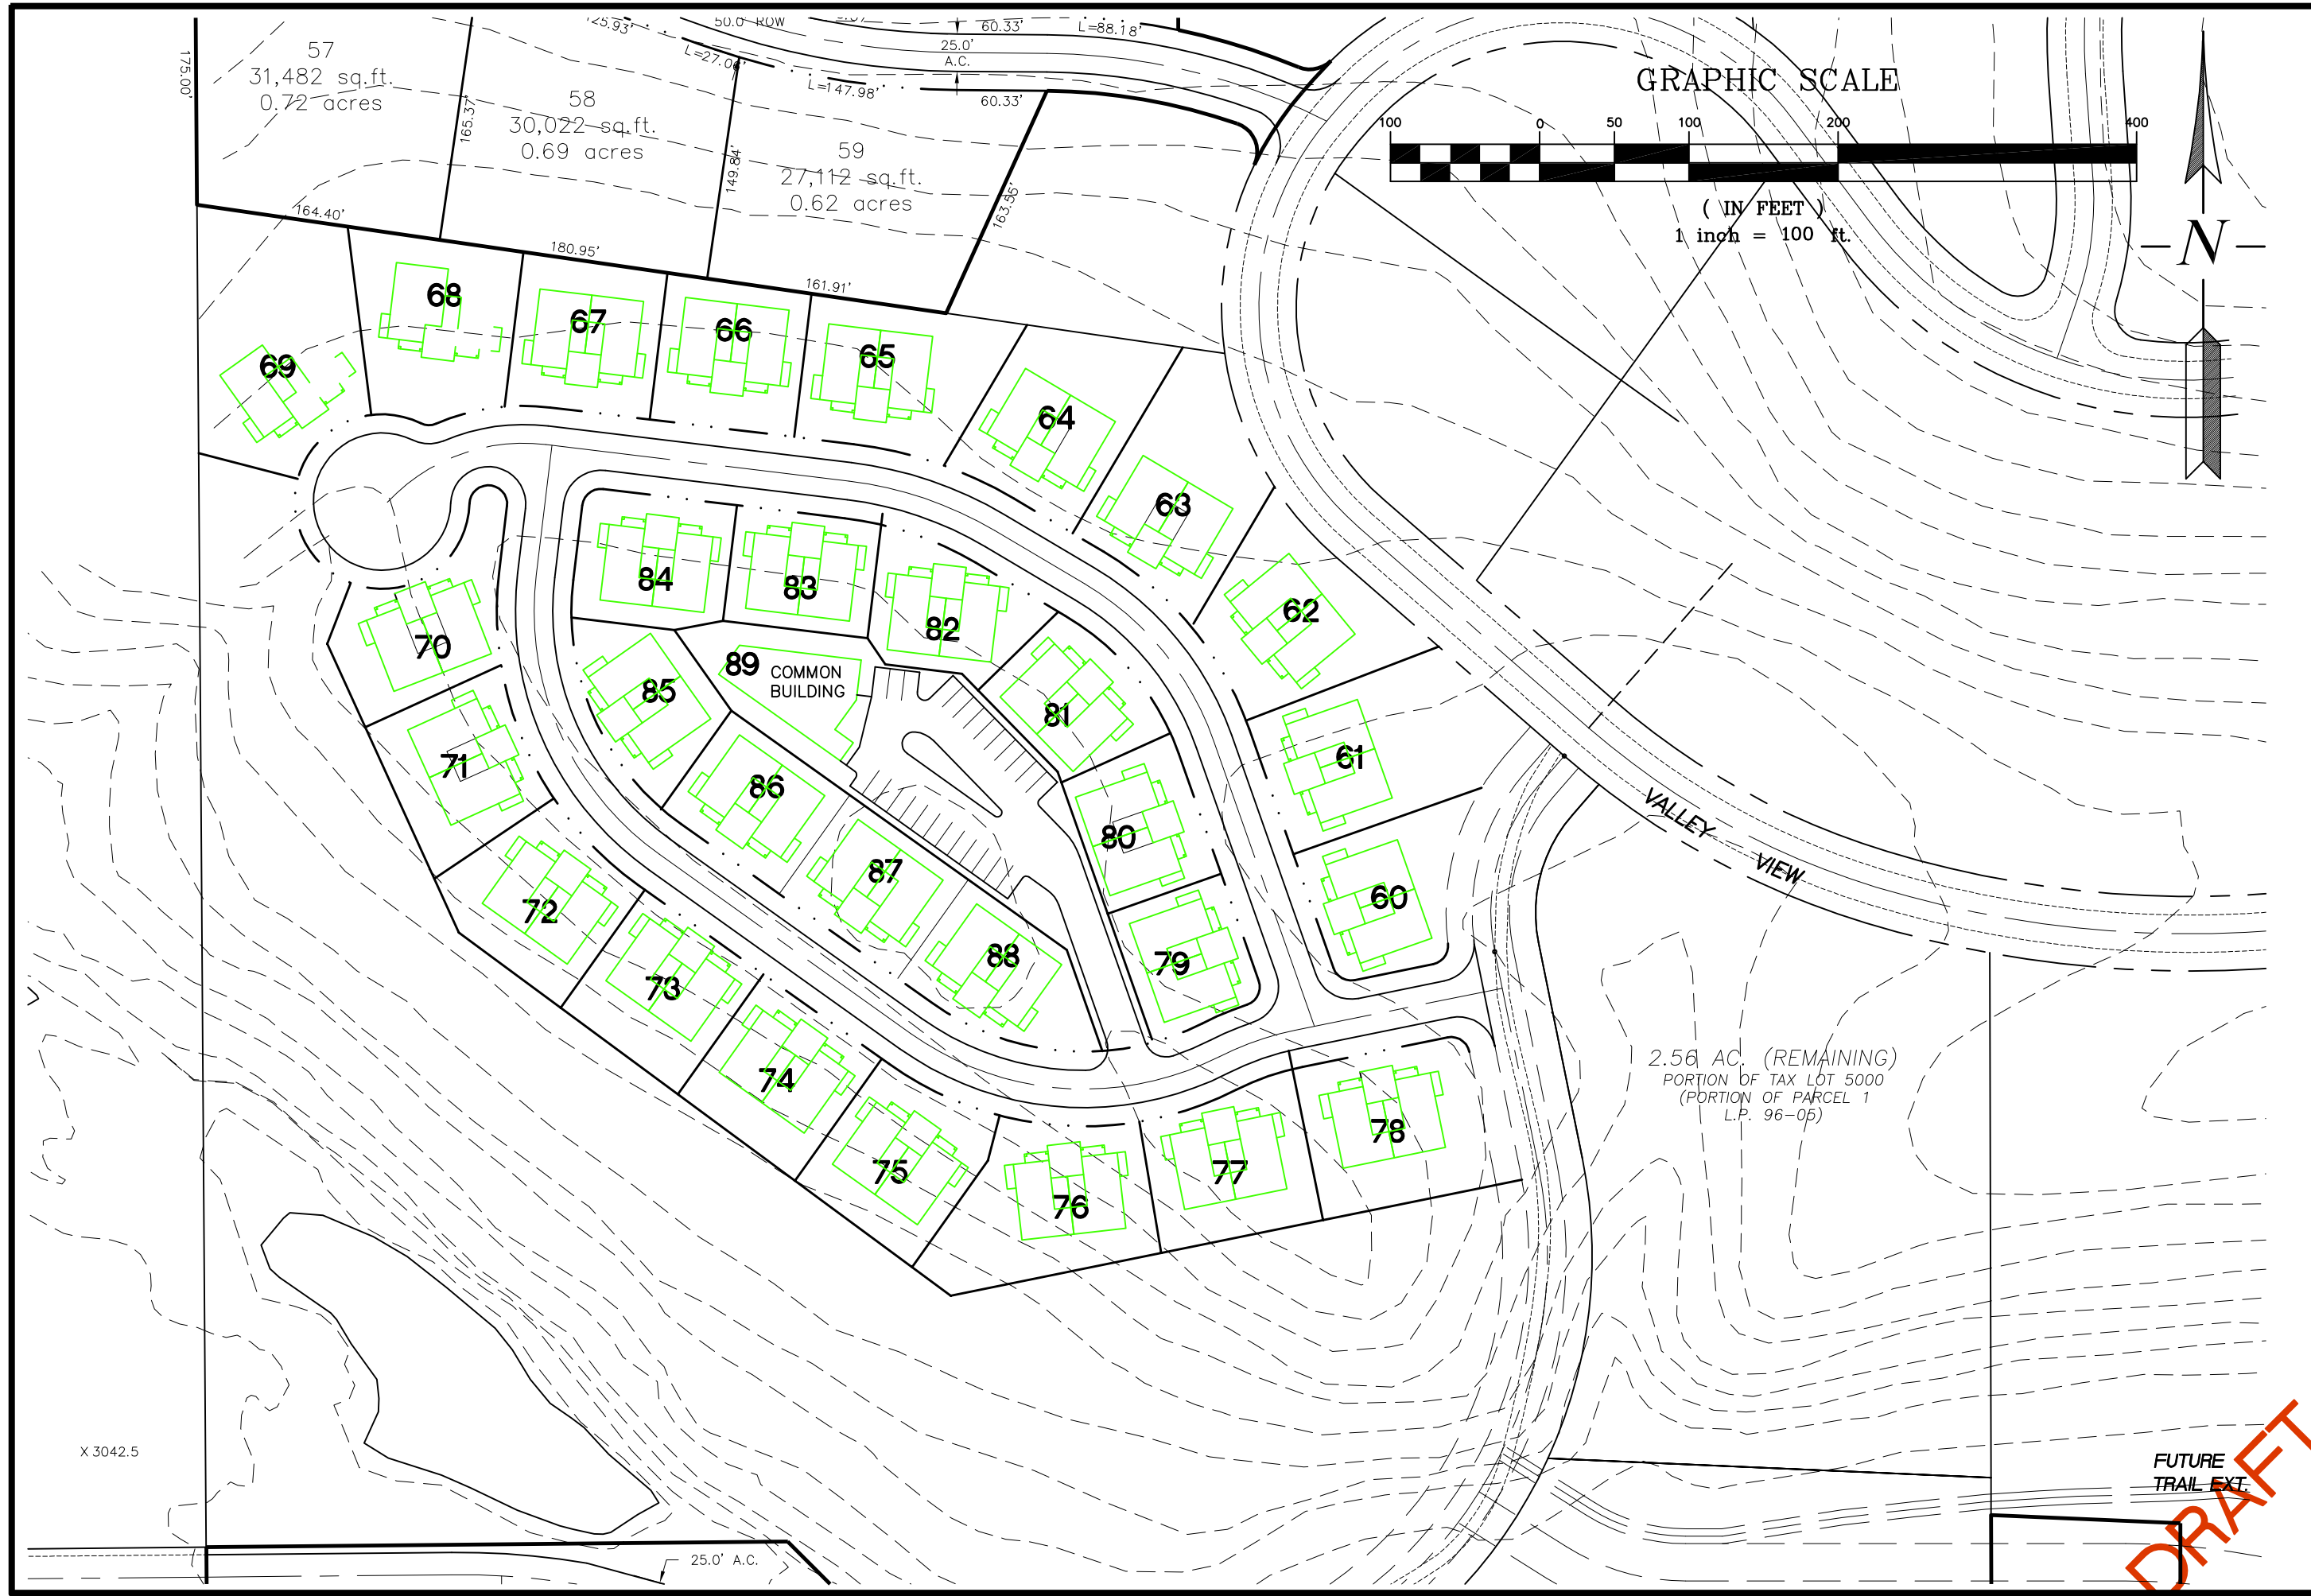 125.93'
50.0' ROW
60.33'
L=88.18'
25.0'
A.C.
60.33'
L=147.98'
175.00'
57
31,482 sq.ft.
0.72 acres
165.37'
58
30,022 sq.ft.
0.69 acres
149.84'
59
27,112 sq.ft.
0.62 acres
163.55'
164.40'
180.95'
161.91'
GRAPHIC SCALE
100
0
50
100
200
400
( IN FEET )
1 inch = 100 ft.
N
68
67
66
65
69
64
63
62
61
60
84
83
82
81
80
79
85
86
87
88
89
COMMON
BUILDING
70
71
72
73
74
75
76
77
78
VALLEY
VIEW
2.56 AC. (REMAINING)
PORTION OF TAX LOT 5000
(PORTION OF PARCEL 1
L.P. 96-05)
X 3042.5
25.0' A.C.
FUTURE
TRAIL EXT.
DRAFT